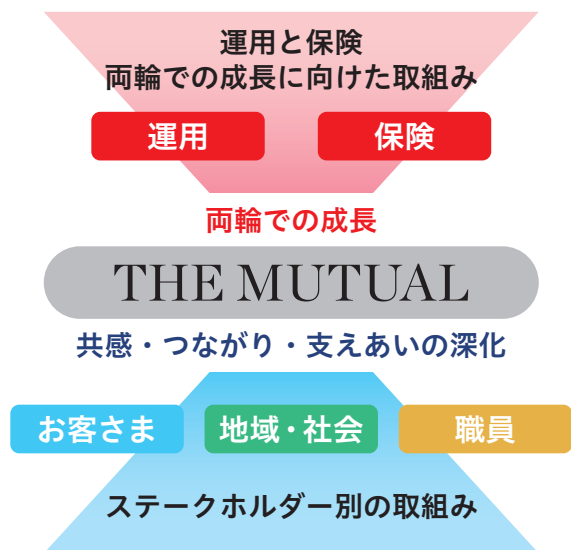 運用と保険
両輪での成長に向けた取組み
運用 保険
両輪での成長
THE MUTUAL
共感・つながり・支えあいの深化
お客さま 地域・社会 職員
ステークホルダー別の取組み